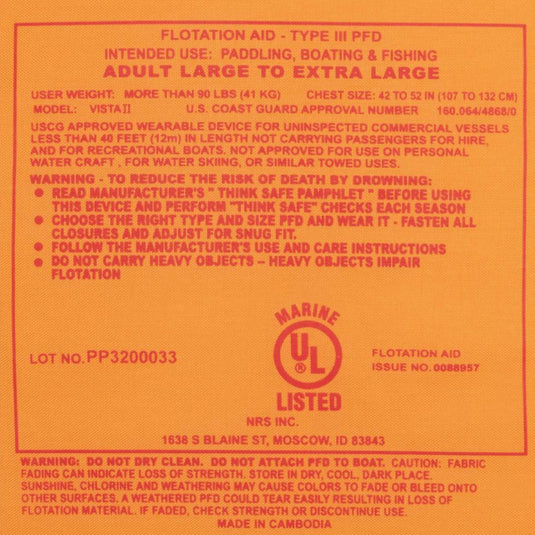 FLOTATION AID - TYPE III PFD
INTENDED USE: PADDLING, BOATING & FISHING
ADULT LARGE TO EXTRA LARGE
USER WEIGHT: MORE THAN 90 LBS (41 KG) CHEST SIZE: 42 TO 52 IN (107 TO 132 CM)
MODEL: VISTA II U.S. COAST GUARD APPROVAL NUMBER 160.064/4868/0
USCG APPROVED WEARABLE DEVICE FOR UNINSPECTED COMMERCIAL VESSELS
LESS THAN 40 FEET (12m) IN LENGTH NOT CARRYING PASSENGERS FOR HIRE,
AND FOR RECREATIONAL BOATS. NOT APPROVED FOR USE ON PERSONAL
WATER CRAFT , FOR WATER SKIING, OR SIMILAR TOWED USES.
WARNING - TO REDUCE THE RISK OF DEATH BY DROWNING:
● READ MANUFACTURER'S " THINK SAFE PAMPHLET " BEFORE USING
THIS DEVICE AND PERFORM "THINK SAFE" CHECKS EACH SEASON
● CHOOSE THE RIGHT TYPE AND SIZE PFD AND WEAR IT - FASTEN ALL
CLOSURES AND ADJUST FOR SNUG FIT.
● FOLLOW THE MANUFACTURER'S USE AND CARE INSTRUCTIONS
● DO NOT CARRY HEAVY OBJECTS – HEAVY OBJECTS IMPAIR
FLOTATION
LOT NO. PP3200033
MARINE
UL
®
LISTED
FLOTATION AID
ISSUE NO. 0088957
NRS INC.
1638 S BLAINE ST, MOSCOW, ID 83843
WARNING: DO NOT DRY CLEAN. DO NOT ATTACH PFD TO BOAT. CAUTION: FABRIC
FADING CAN INDICATE LOSS OF STRENGTH. STORE IN DRY, COOL, DARK PLACE.
SUNSHINE, CHLORINE AND WEATHERING MAY CAUSE COLORS TO FADE OR BLEED ONTO
OTHER SURFACES. A WEATHERED PFD COULD TEAR EASILY RESULTING IN LOSS OF
FLOTATION MATERIAL. IF FADED, CHECK STRENGTH OR DISCONTINUE USE.
MADE IN CAMBODIA